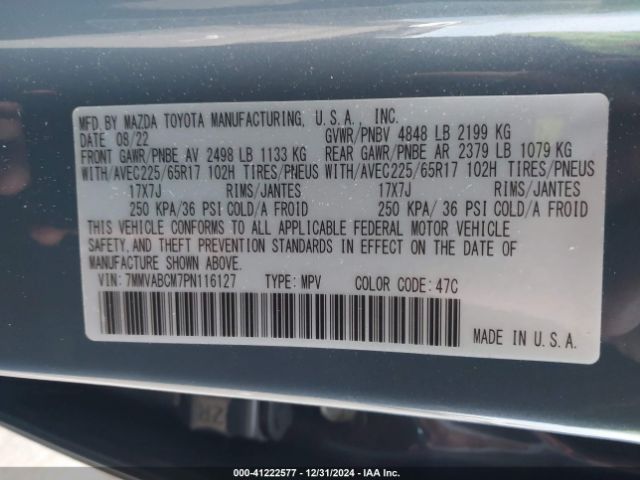 MFD BY MAZDA TOYOTA MANUFACTURING, U.S.A., INC.
DATE 08/22 GVWR/PNBV 4848 LB 2199 KG
FRONT GAWR/PNBE AV 2498 LB 1133 KG REAR GAWR/PNBE AR 2379 LB 1079 KG
WITH/AVEC225/65R17 102H TIRES/PNEUS WITH/AVEC225/65R17 102H TIRES/PNEUS
17X7J RIMS/JANTES 17X7J RIMS/JANTES
250 KPA/36 PSI COLD/A FROID 250 KPA/ 36 PSI COLD/A FROID
THIS VEHICLE CONFORMS TO ALL APPLICABLE FEDERAL MOTOR VEHICLE
SAFETY, AND THEFT PREVENTION STANDARDS IN EFFECT ON THE DATE OF
MANUFACTURE SHOWN ABOVE.
VIN: 7MMVABCM7PN116127 TYPE: MPV COLOR CODE: 47C
MADE IN U.S.A.
000-41222577 - 12/31/2024 - IAA Inc.